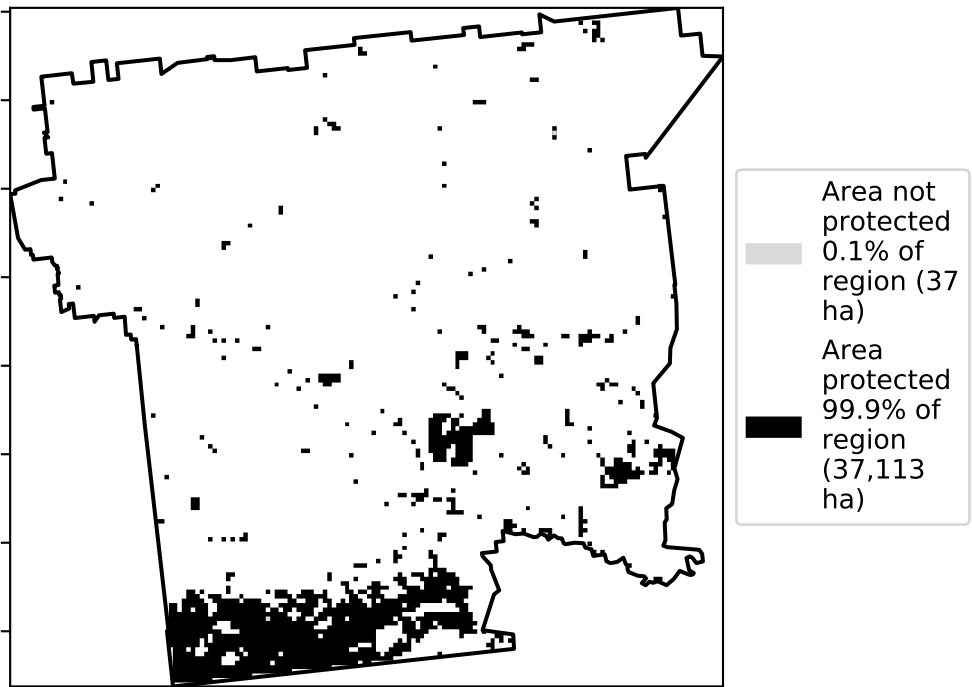 Area not
protected
0.1% of
region (37
ha)
Area
protected
99.9% of
region
(37,113
ha)